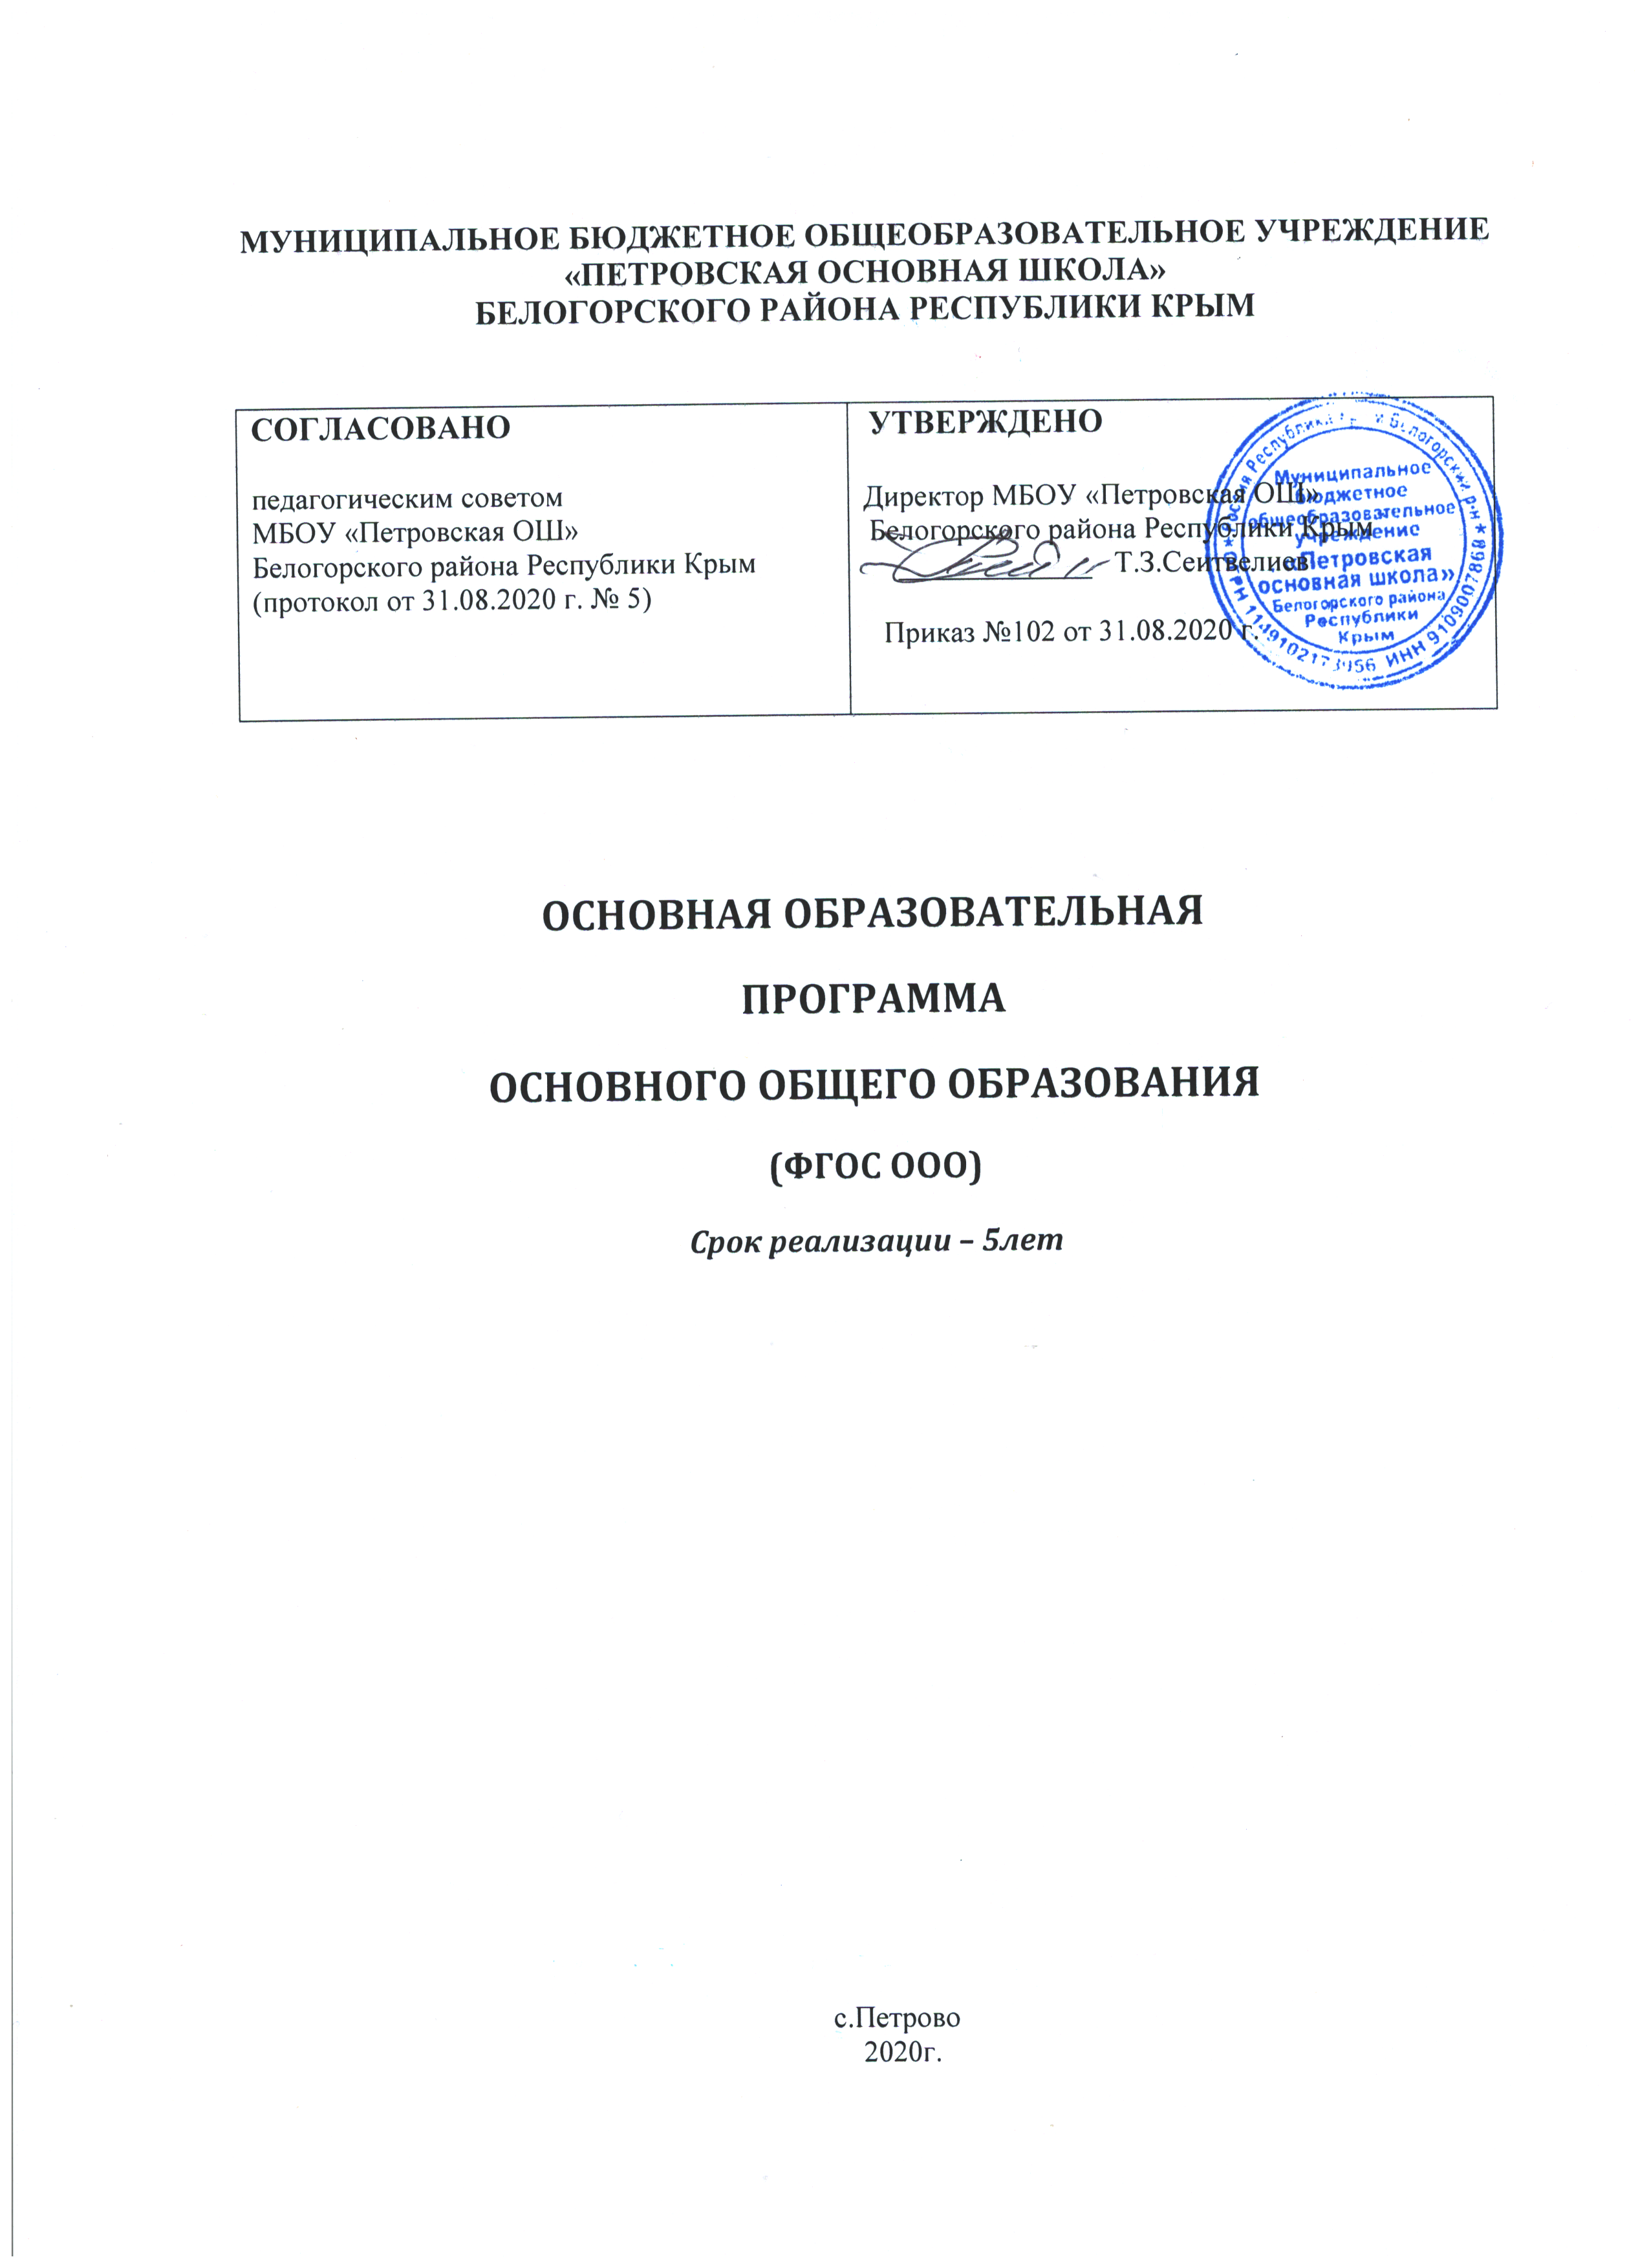 МУНИЦИПАЛЬНОЕ БЮДЖЕТНОЕ ОБЩЕОБРАЗОВАТЕЛЬНОЕ УЧРЕЖДЕНИЕ
«ПЕТРОВСКАЯ ОСНОВНАЯ ШКОЛА»
БЕЛОГОРСКОГО РАЙОНА РЕСПУБЛИКИ КРЫМ
СОГЛАСОВАНО
педагогическим советом
МБОУ «Петровская ОШ»
Белогорского района Республики Крым
(протокол от 31.08.2020 г. № 5)
УТВЕРЖДЕНО
Директор МБОУ «Петровская ОШ»
Белогорского района Республики Крым
Т.З.Сеитвелиев
Приказ №102 от 31.08.2020 г.
Муниципальное
бюджетное
общеобразовательное
учреждение
«Петровская
основная школа»
Белогорского района
Республики
Крым
ОСНОВНАЯ ОБРАЗОВАТЕЛЬНАЯ
ПРОГРАММА
ОСНОВНОГО ОБЩЕГО ОБРАЗОВАНИЯ
(ФГОС ООО)
Срок реализации – 5лет
с.Петрово
2020г.